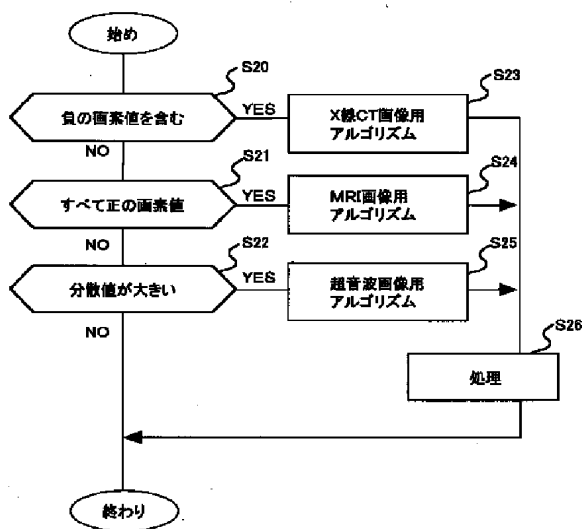 始め
S20
負の画素値を含む
YES
NO
S23
X線CT画像用
アルゴリズム
S21
すべて正の画素値
YES
NO
S24
MRI画像用
アルゴリズム
S22
分散値が大きい
YES
NO
S25
超音波画像用
アルゴリズム
S26
処理
終わり